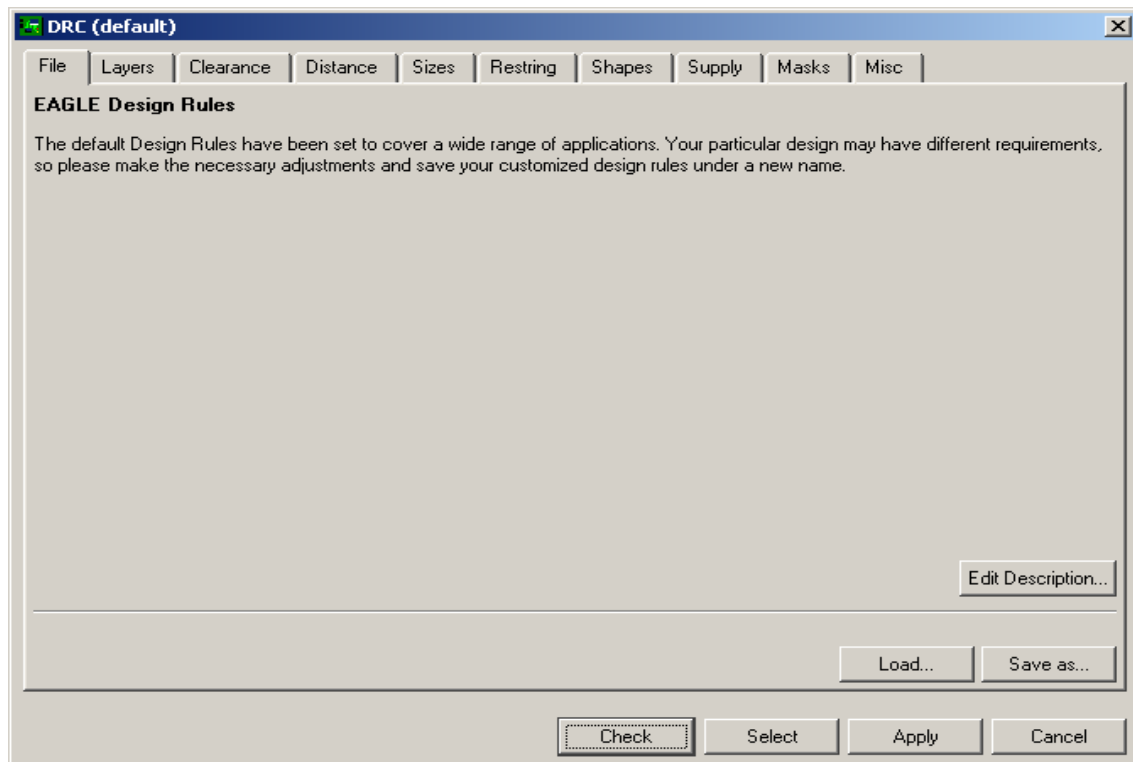 DRC (default)
File Layers Clearance Distance Sizes Restring Shapes Supply Masks Misc
EAGLE Design Rules
The default Design Rules have been set to cover a wide range of applications. Your particular design may have different requirements,
so please make the necessary adjustments and save your customized design rules under a new name.
Edit Description...
Load... Save as...
Check Select Apply Cancel